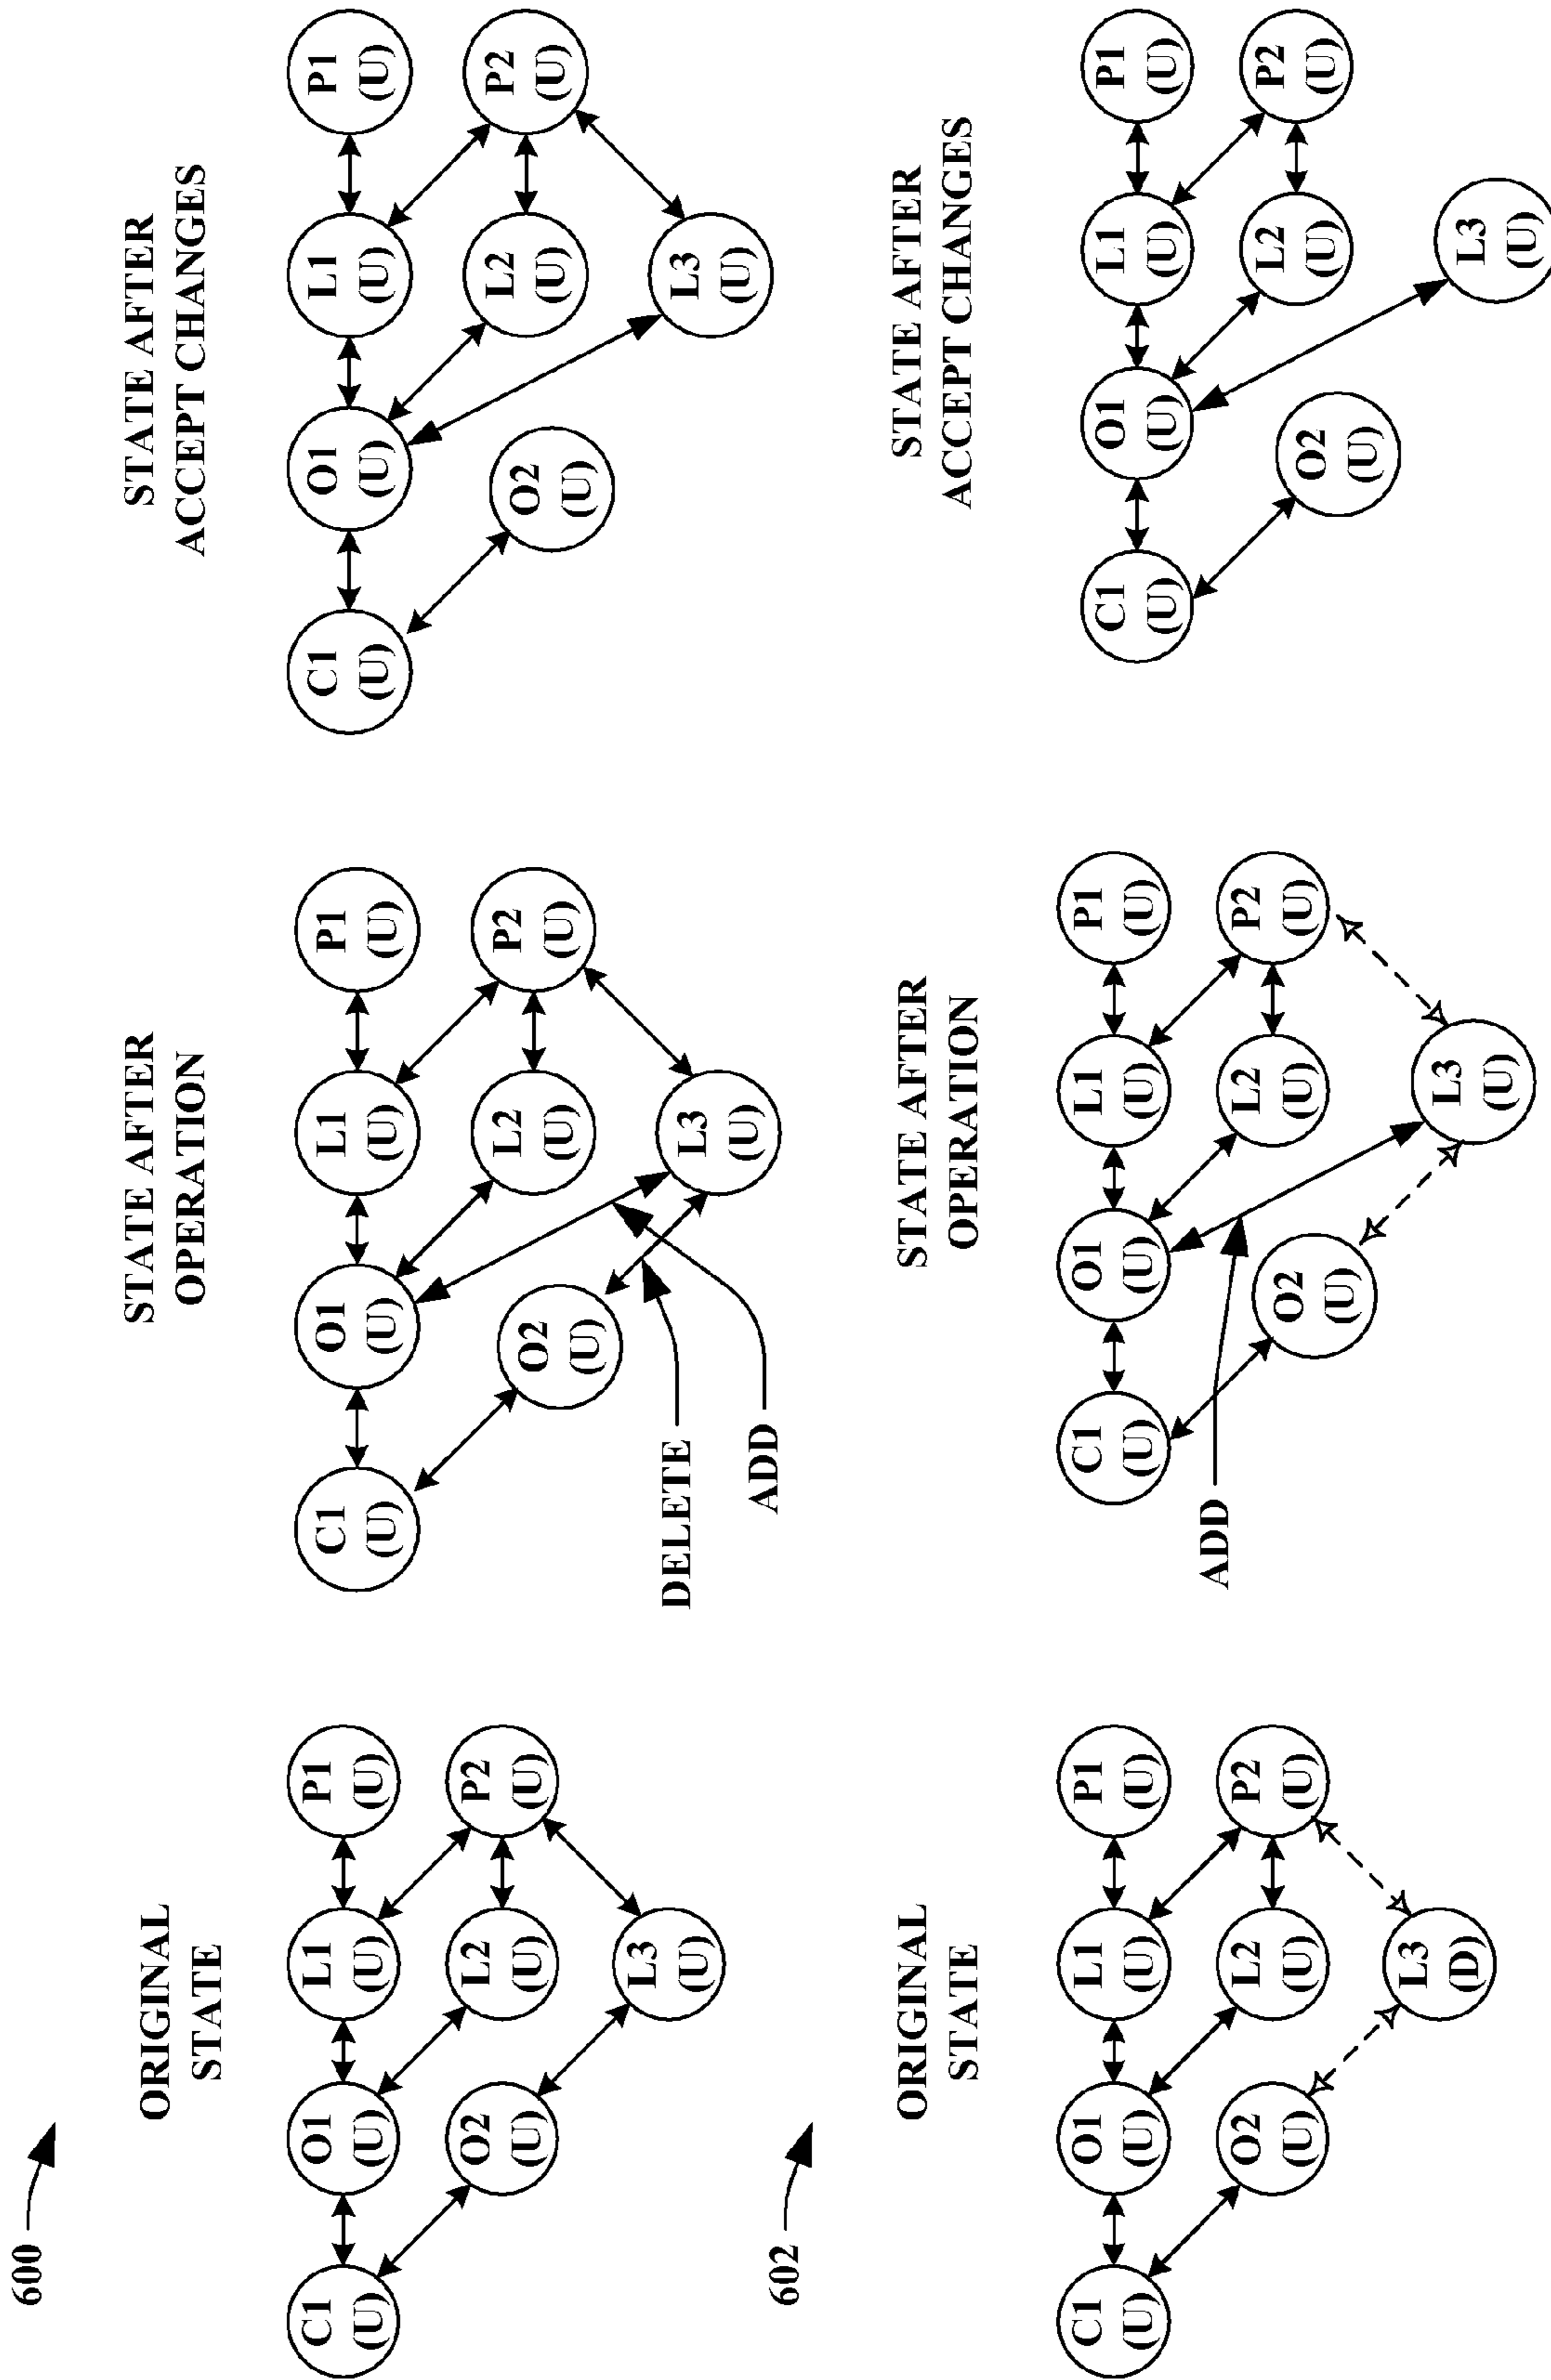 600
ORIGINAL
STATE
C1
(U)
O1
(U)
L1
(U)
P1
(U)
O2
(U)
L2
(U)
P2
(U)
L3
(U)
STATE AFTER
OPERATION
C1
(U)
O1
(U)
L1
(U)
P1
(U)
O2
(U)
L2
(U)
P2
(U)
L3
(U)
DELETE
ADD
STATE AFTER
ACCEPT CHANGES
C1
(U)
O1
(U)
L1
(U)
P1
(U)
O2
(U)
L2
(U)
P2
(U)
L3
(U)
602
ORIGINAL
STATE
C1
(U)
O1
(U)
L1
(U)
P1
(U)
O2
(U)
L2
(U)
P2
(U)
L3
(D)
STATE AFTER
OPERATION
C1
(U)
O1
(U)
L1
(U)
P1
(U)
O2
(U)
L2
(U)
P2
(U)
L3
(U)
ADD
STATE AFTER
ACCEPT CHANGES
C1
(U)
O1
(U)
L1
(U)
P1
(U)
O2
(U)
L2
(U)
P2
(U)
L3
(U)